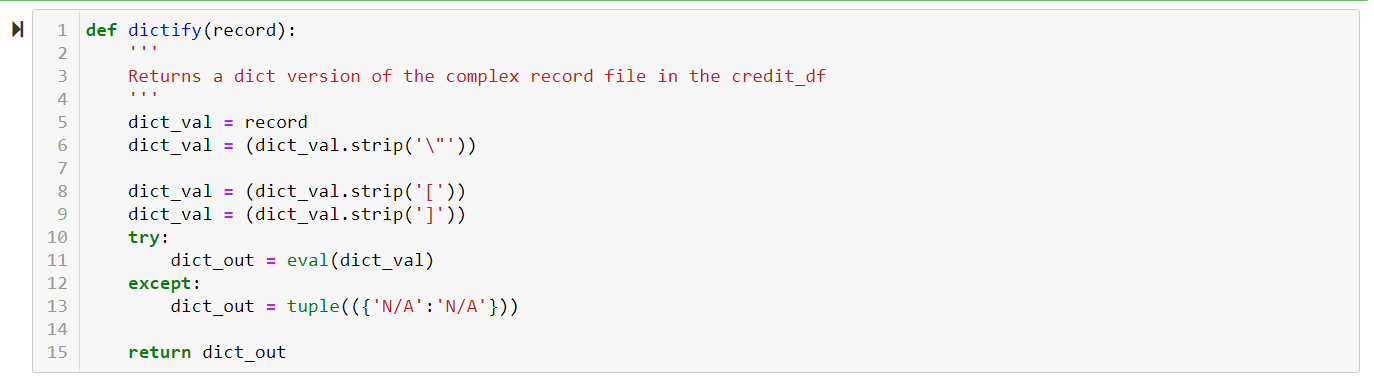 1 def dictify(record):
2     '''
3     Returns a dict version of the complex record file in the credit_df
4     '''
5     dict_val = record
6     dict_val = (dict_val.strip('\"'))
7
8     dict_val = (dict_val.strip('['))
9     dict_val = (dict_val.strip(']'))
10     try:
11         dict_out = eval(dict_val)
12     except:
13         dict_out = tuple(({'N/A':'N/A'}))
14
15     return dict_out